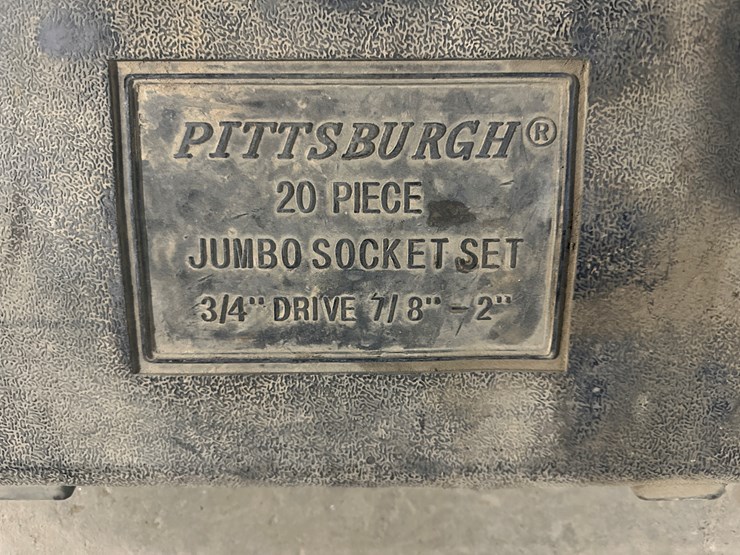 PITTSBURGH®
20 PIECE
JUMBO SOCKET SET
3/4" DRIVE 7/8" - 2"